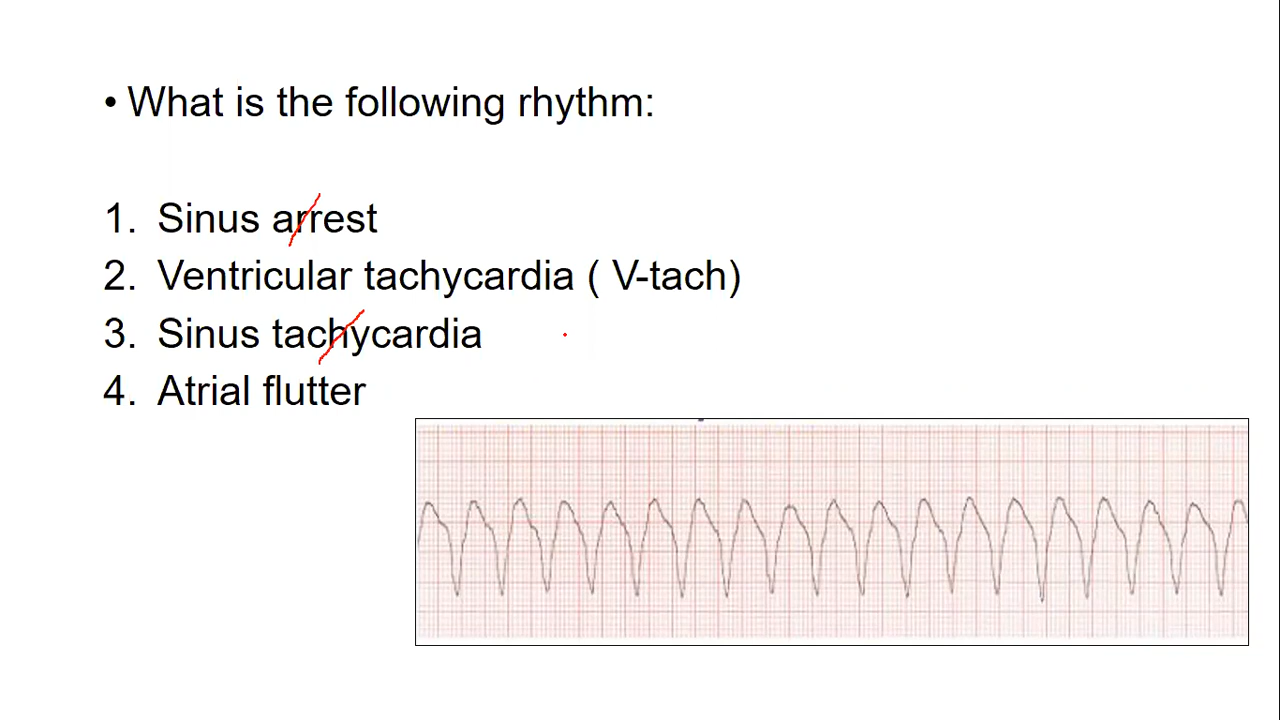 • What is the following rhythm:
1. Sinus arrest
2. Ventricular tachycardia ( V-tach)
3. Sinus tachycardia
4. Atrial flutter